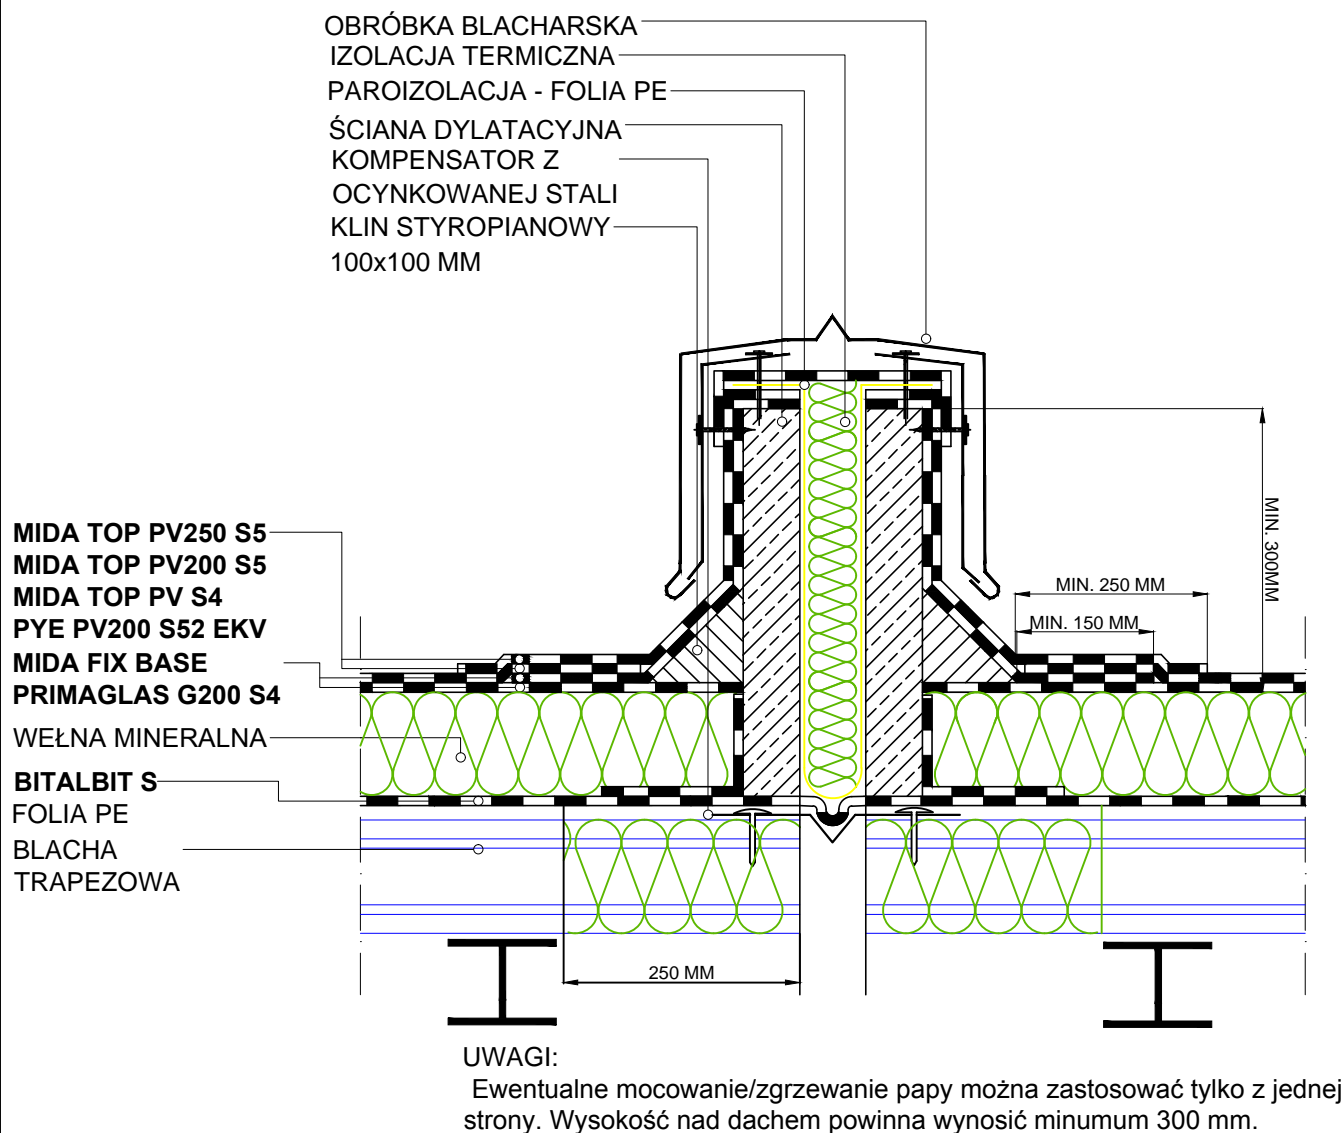 OBRÓBKA BLACHARSKA
IZOLACJA TERMICZNA
PAROIZOLACJA - FOLIA PE
ŚCIANA DYLATACYJNA
KOMPENSATOR Z
OCYNKOWANEJ STALI
KLIN STYROPIANOWY
100x100 MM
MIDA TOP PV250 S5
MIDA TOP PV200 S5
MIDA TOP PV S4
PYE PV200 S52 EKV
MIDA FIX BASE
PRIMAGLAS G200 S4
WEŁNA MINERALNA
BITALBIT S
FOLIA PE
BLACHA
TRAPEZOWA
MIN. 300MM
MIN. 250 MM
MIN. 150 MM
250 MM
UWAGI:
Ewentualne mocowanie/zgrzewanie papy można zastosować tylko z jednej
strony. Wysokość nad dachem powinna wynosić minumum 300 mm.